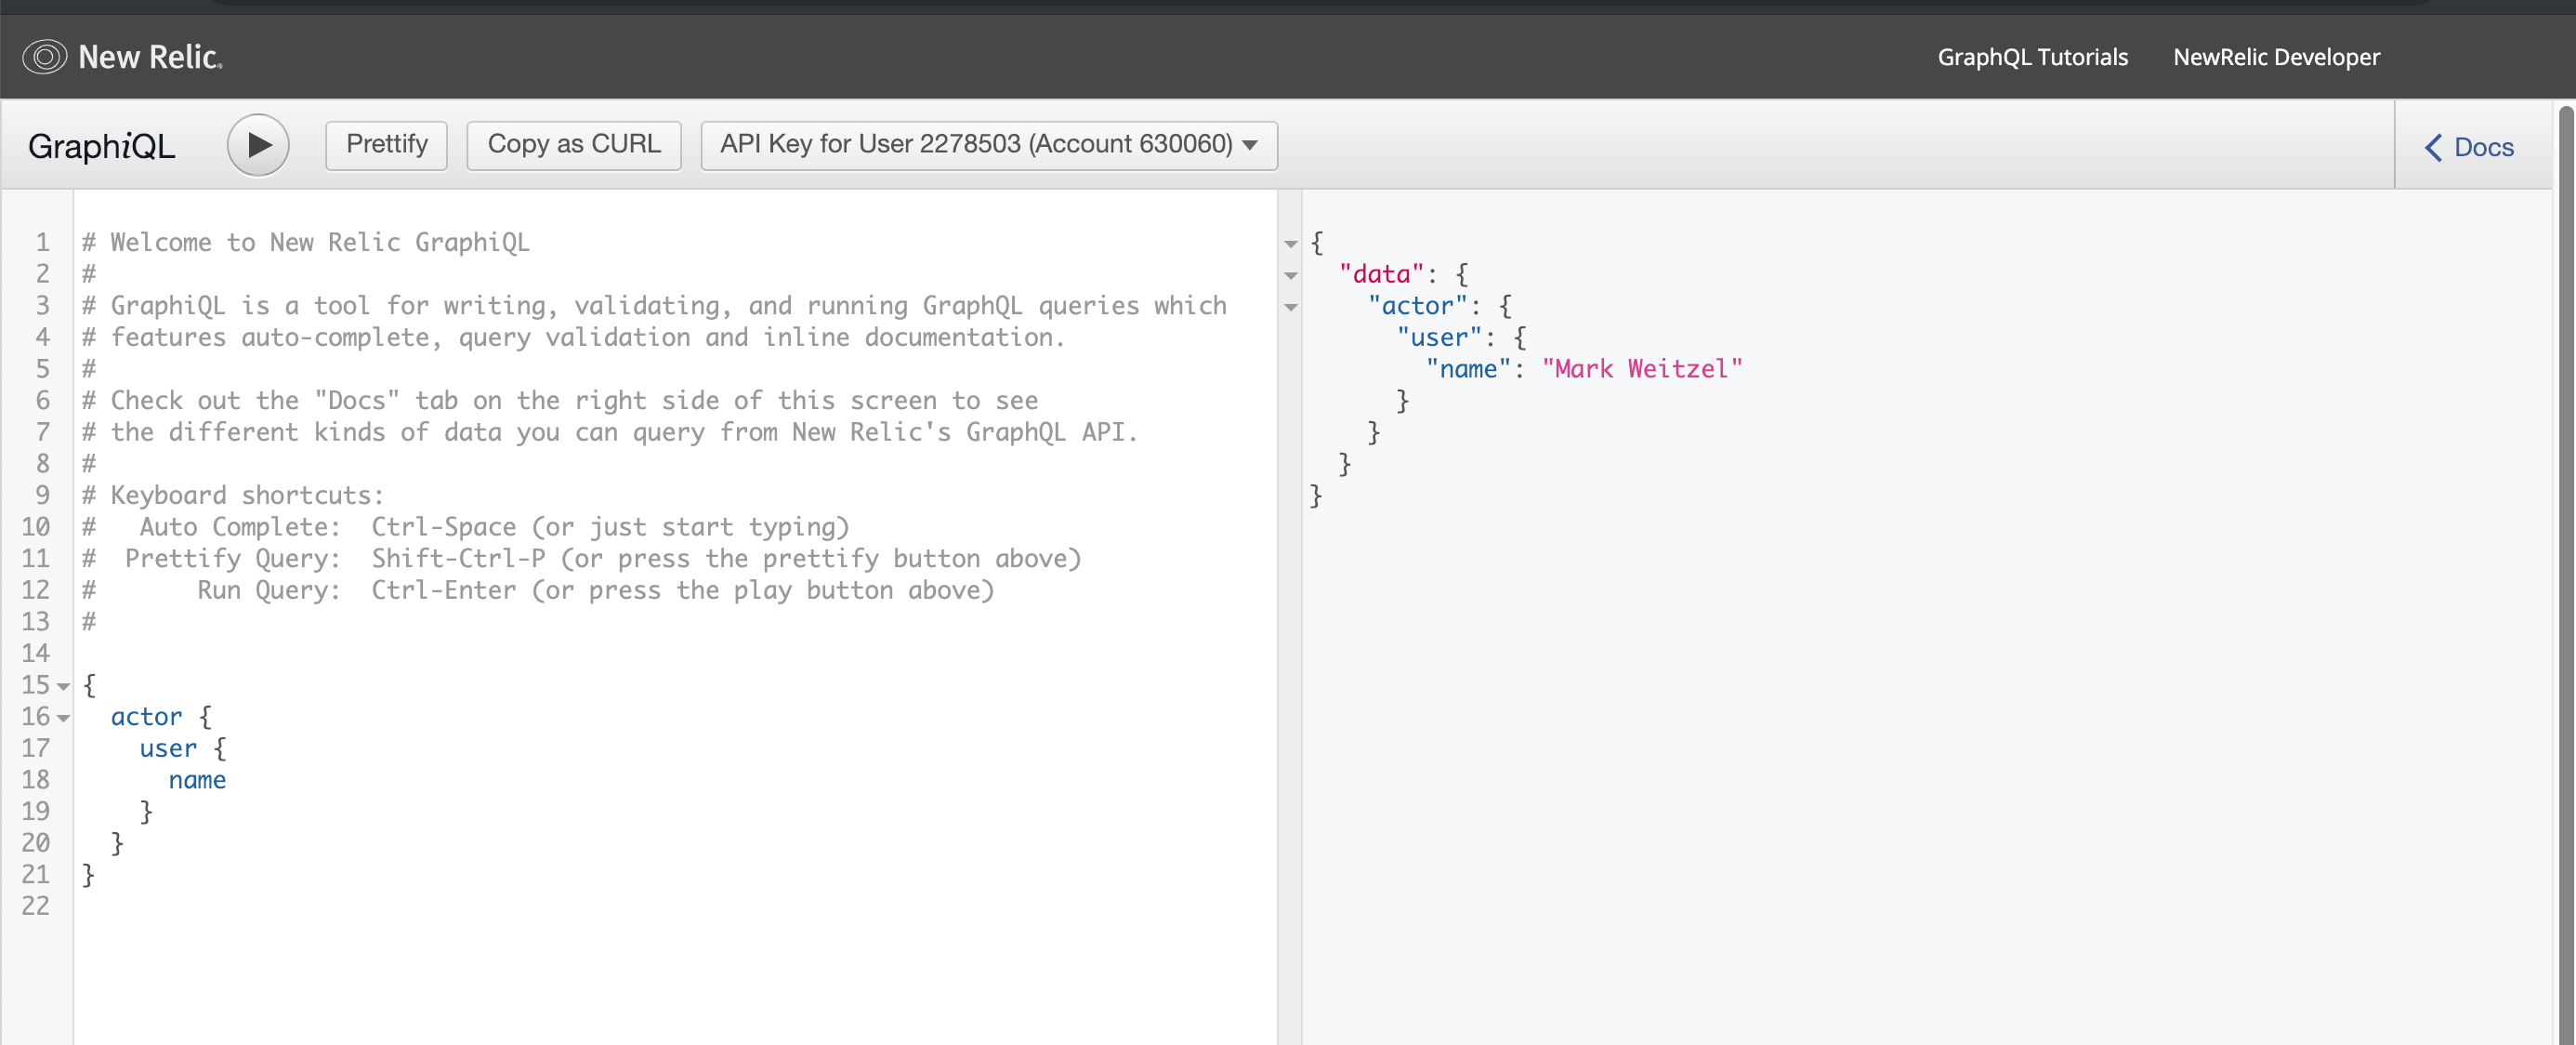 New Relic.
GraphQL Tutorials
NewRelic Developer
GraphiQL
Prettify
Copy as CURL
API Key for User 2278503 (Account 630060)
Docs
1 # Welcome to New Relic GraphiQL
2 #
3 # GraphiQL is a tool for writing, validating, and running GraphQL queries which
4 # features auto-complete, query validation and inline documentation.
5 #
6 # Check out the "Docs" tab on the right side of this screen to see
7 # the different kinds of data you can query from New Relic's GraphQL API.
8 #
9 # Keyboard shortcuts:
10 #   Auto Complete:  Ctrl-Space (or just start typing)
11 #  Prettify Query:  Shift-Ctrl-P (or press the prettify button above)
12 #       Run Query:  Ctrl-Enter (or press the play button above)
13 #
14
15 {
16   actor {
17     user {
18       name
19     }
20   }
21 }
22
{
  "data": {
    "actor": {
      "user": {
        "name": "Mark Weitzel"
      }
    }
  }
}